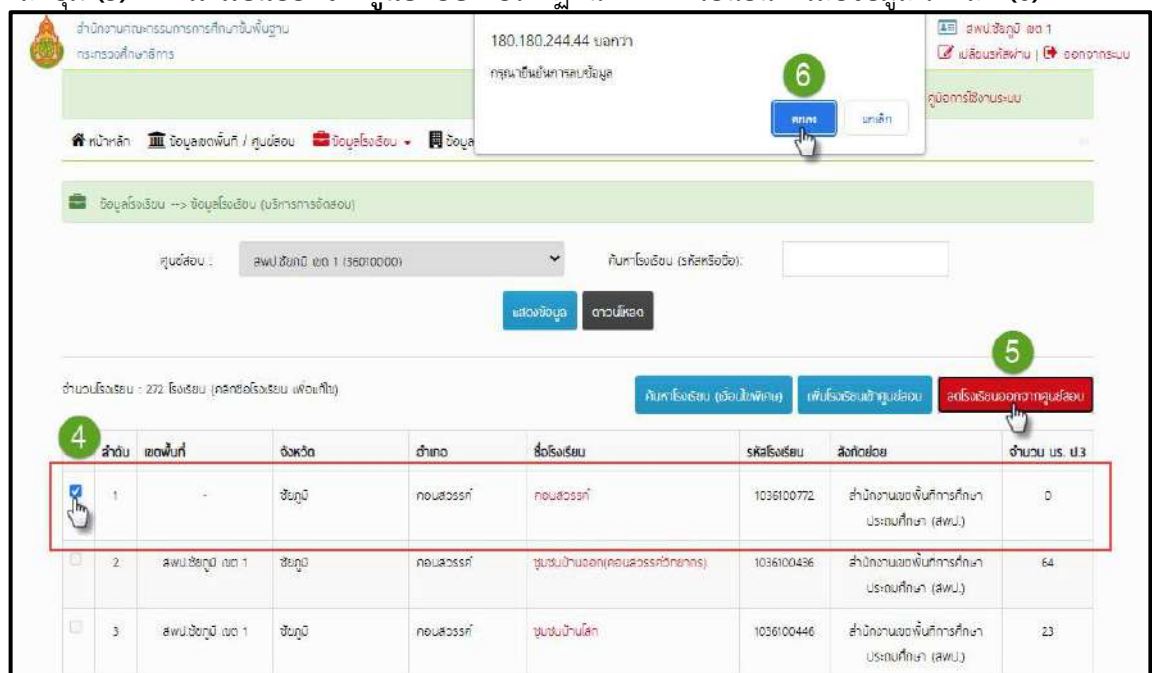 สำนักงานคณะกรรมการการศึกษาขั้นพื้นฐาน
กระทรวงศึกษาธิการ
180.180.244.44 บอกว่า
กรุณายืนยันการลบข้อมูล
6
ตกลง
ยกเลิก
สพป.ชัยภูมิ เขต 1
เปลี่ยนรหัสผ่าน | ออกจากระบบ
คู่มือการใช้งานระบบ
หน้าหลัก ข้อมูลเขตพื้นที่ / ศูนย์สอบ ข้อมูลโรงเรียน ข้อมูล
ข้อมูลโรงเรียน --> ข้อมูลโรงเรียน (บริหารการจัดสอบ)
ศูนย์สอบ : สพป.ชัยภูมิ เขต 1 (36010000) ค้นหาโรงเรียน (รหัสหรือชื่อ):
แสดงข้อมูล ดาวน์โหลด
5
จำนวนโรงเรียน : 272 โรงเรียน (คลิกชื่อโรงเรียน เพื่อแก้ไข) ค้นหาโรงเรียน (เงื่อนไขพิเศษ) เพิ่มโรงเรียนเข้าศูนย์สอบ ลดโรงเรียนออกจากศูนย์สอบ
4
ลำดับ เขตพื้นที่ จังหวัด อำเภอ ชื่อโรงเรียน รหัสโรงเรียน สังกัดย่อย จำนวน นร. ป.3
1 - ชัยภูมิ คอนสวรรค์ คอนสวรรค์ 1036100772 สำนักงานเขตพื้นที่การศึกษา 0
ประถมศึกษา (สพป.)
2 สพป.ชัยภูมิ เขต 1 ชัยภูมิ คอนสวรรค์ ชุมชนบ้านออก(คอนสวรรค์วิทยากร) 1036100436 สำนักงานเขตพื้นที่การศึกษา 64
ประถมศึกษา (สพป.)
3 สพป.ชัยภูมิ เขต 1 ชัยภูมิ คอนสวรรค์ ชุมชนบ้านโสก 1036100446 สำนักงานเขตพื้นที่การศึกษา 23
ประถมศึกษา (สพป.)